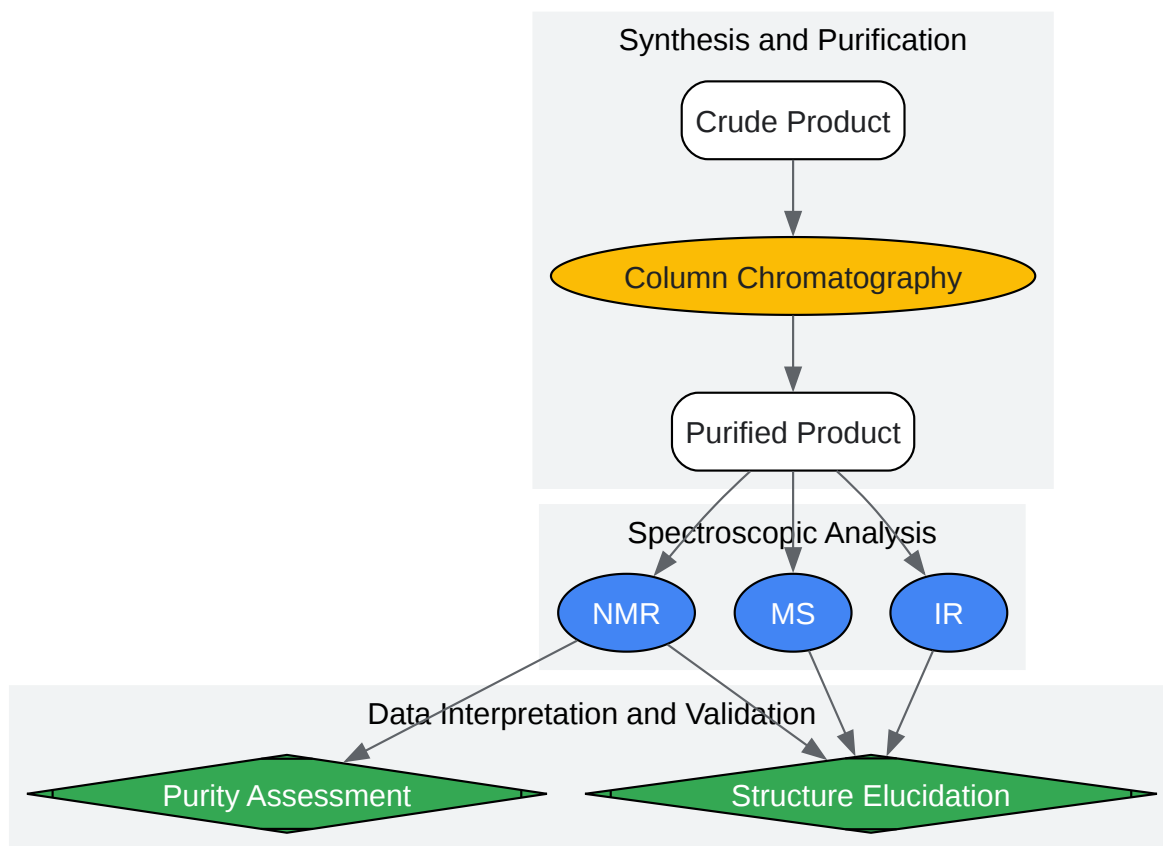 Synthesis and Purification
Crude Product
Column Chromatography
Purified Product
Spectroscopic Analysis
NMR
MS
IR
Data Interpretation and Validation
Purity Assessment
Structure Elucidation